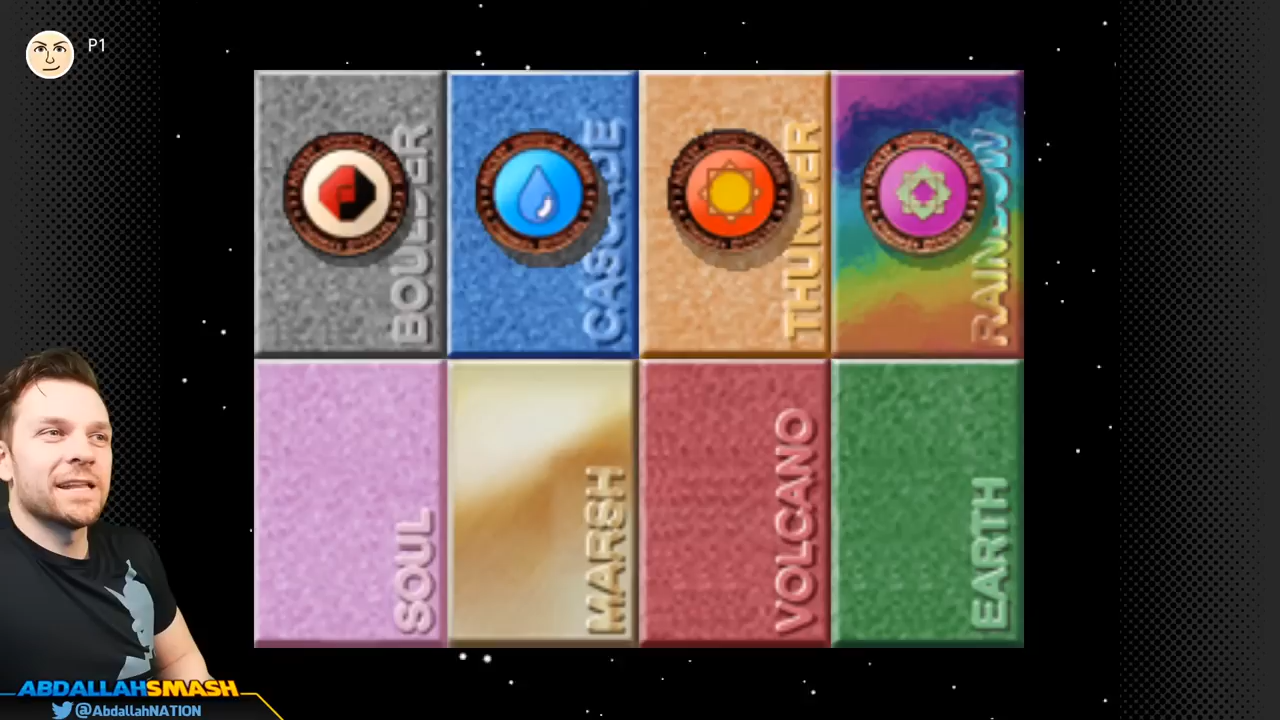 P1
BOULDER
CASCADE
THUNDER
RAINBOW
SOUL
MARSH
VOLCANO
EARTH
ABDALLAHSMASH
@AbdallahNATION